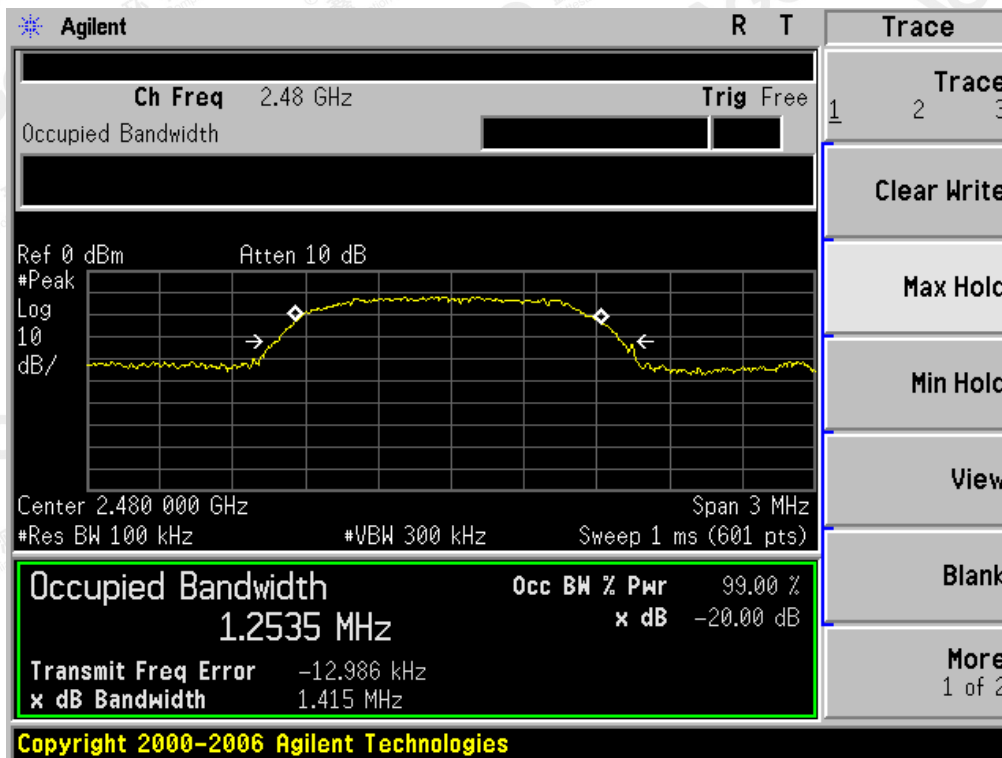 Agilent R T Trace
Trace
1 2 3
Ch Freq 2.48 GHz Trig Free
Occupied Bandwidth
Clear Write
Ref 0 dBm Atten 10 dB
#Peak
Log
10
dB/
Max Hold
Min Hold
View
Center 2.480 000 GHz Span 3 MHz
#Res BW 100 kHz #VBW 300 kHz Sweep 1 ms (601 pts)
Occupied Bandwidth Occ BW % Pwr 99.00 %
1.2535 MHz x dB -20.00 dB
Blank
Transmit Freq Error -12.986 kHz
x dB Bandwidth 1.415 MHz
More
1 of 2
Copyright 2000-2006 Agilent Technologies